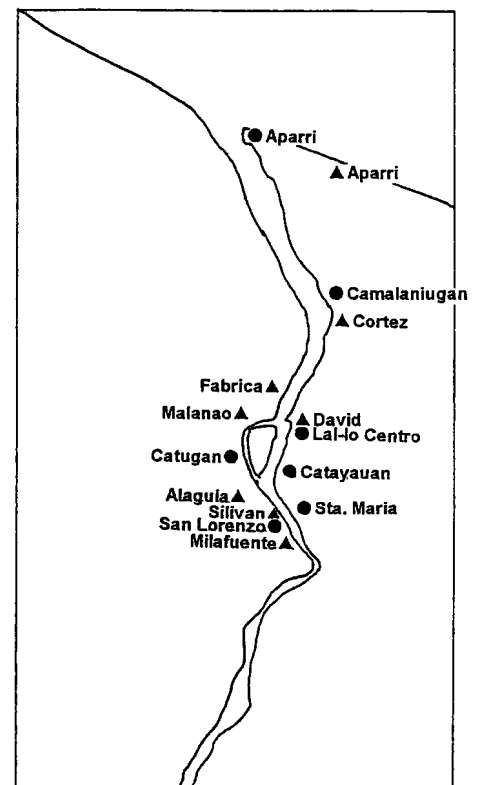 Aparri
Aparri
Camalaniugan
Cortez
Fabrica
Malanao
David
Lal-lo Centro
Catugan
Catayauan
Alaguia
Sta. Maria
Silivan
San Lorenzo
Milafuente